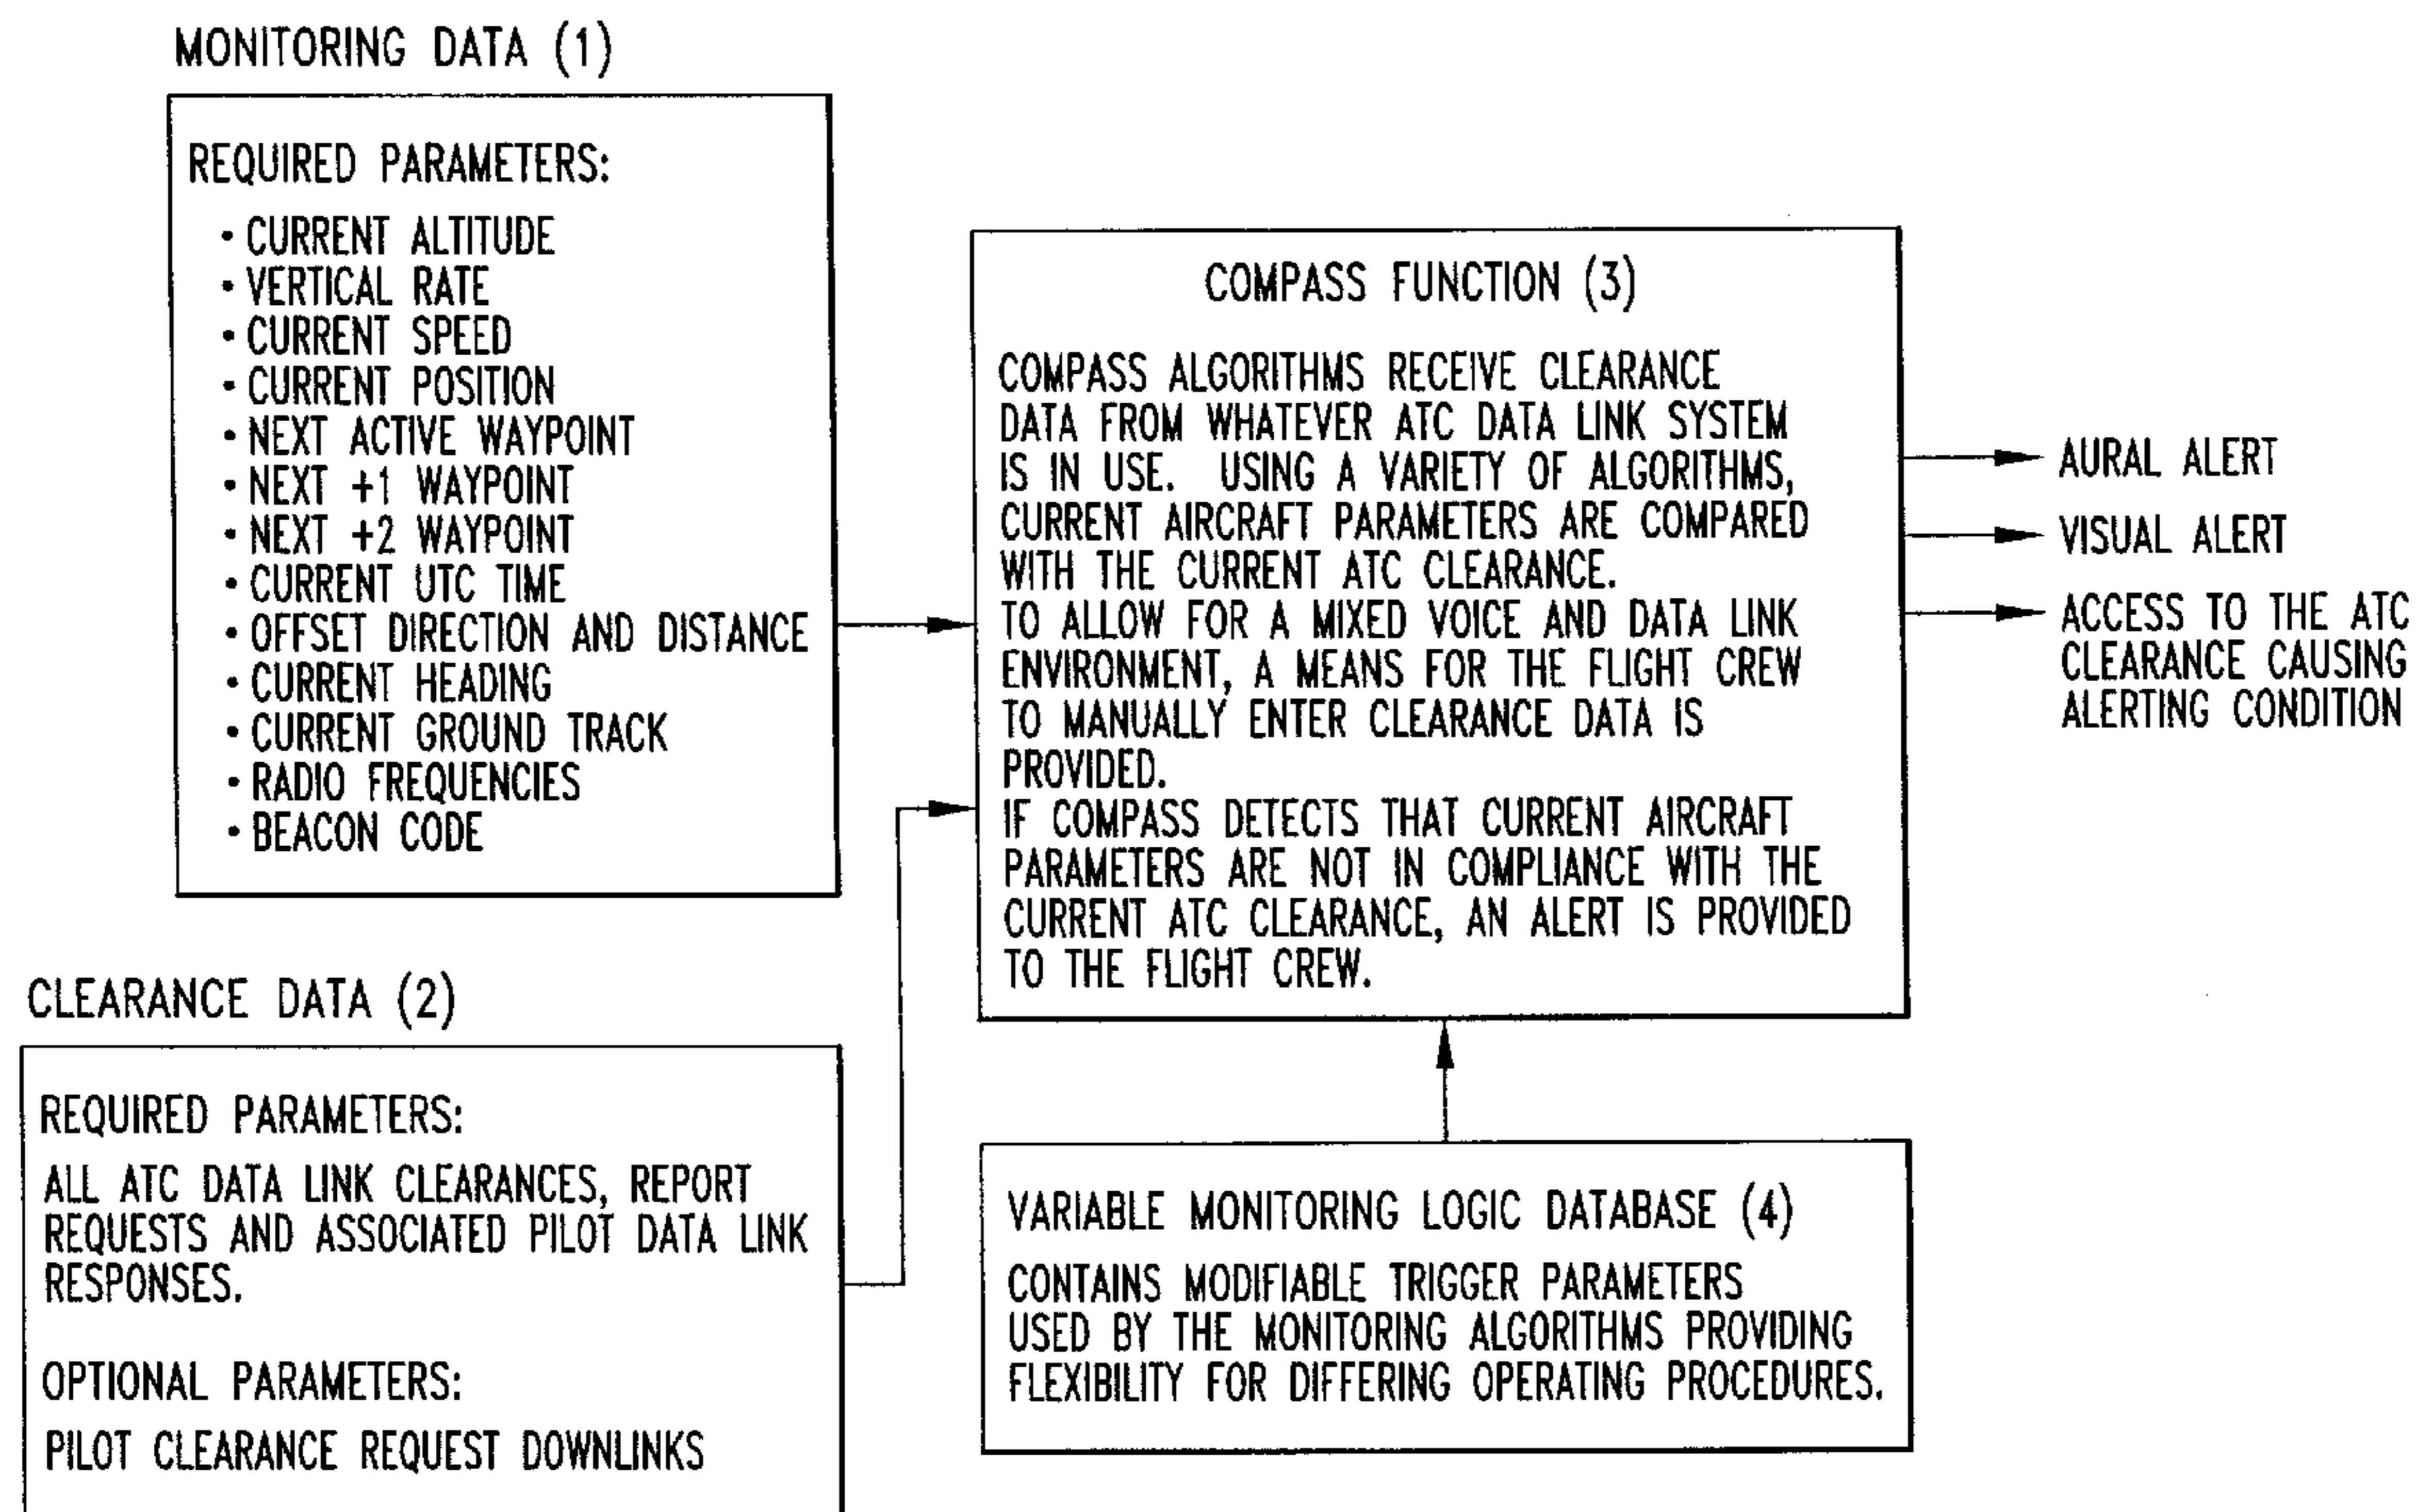 MONITORING DATA (1)
REQUIRED PARAMETERS:
• CURRENT ALTITUDE
• VERTICAL RATE
• CURRENT SPEED
• CURRENT POSITION
• NEXT ACTIVE WAYPOINT
• NEXT +1 WAYPOINT
• NEXT +2 WAYPOINT
• CURRENT UTC TIME
• OFFSET DIRECTION AND DISTANCE
• CURRENT HEADING
• CURRENT GROUND TRACK
• RADIO FREQUENCIES
• BEACON CODE
CLEARANCE DATA (2)
REQUIRED PARAMETERS:
ALL ATC DATA LINK CLEARANCES, REPORT
REQUESTS AND ASSOCIATED PILOT DATA LINK
RESPONSES.
OPTIONAL PARAMETERS:
PILOT CLEARANCE REQUEST DOWNLINKS
COMPASS FUNCTION (3)
COMPASS ALGORITHMS RECEIVE CLEARANCE
DATA FROM WHATEVER ATC DATA LINK SYSTEM
IS IN USE. USING A VARIETY OF ALGORITHMS,
CURRENT AIRCRAFT PARAMETERS ARE COMPARED
WITH THE CURRENT ATC CLEARANCE.
TO ALLOW FOR A MIXED VOICE AND DATA LINK
ENVIRONMENT, A MEANS FOR THE FLIGHT CREW
TO MANUALLY ENTER CLEARANCE DATA IS
PROVIDED.
IF COMPASS DETECTS THAT CURRENT AIRCRAFT
PARAMETERS ARE NOT IN COMPLIANCE WITH THE
CURRENT ATC CLEARANCE, AN ALERT IS PROVIDED
TO THE FLIGHT CREW.
VARIABLE MONITORING LOGIC DATABASE (4)
CONTAINS MODIFIABLE TRIGGER PARAMETERS
USED BY THE MONITORING ALGORITHMS PROVIDING
FLEXIBILITY FOR DIFFERING OPERATING PROCEDURES.
AURAL ALERT
VISUAL ALERT
ACCESS TO THE ATC
CLEARANCE CAUSING
ALERTING CONDITION